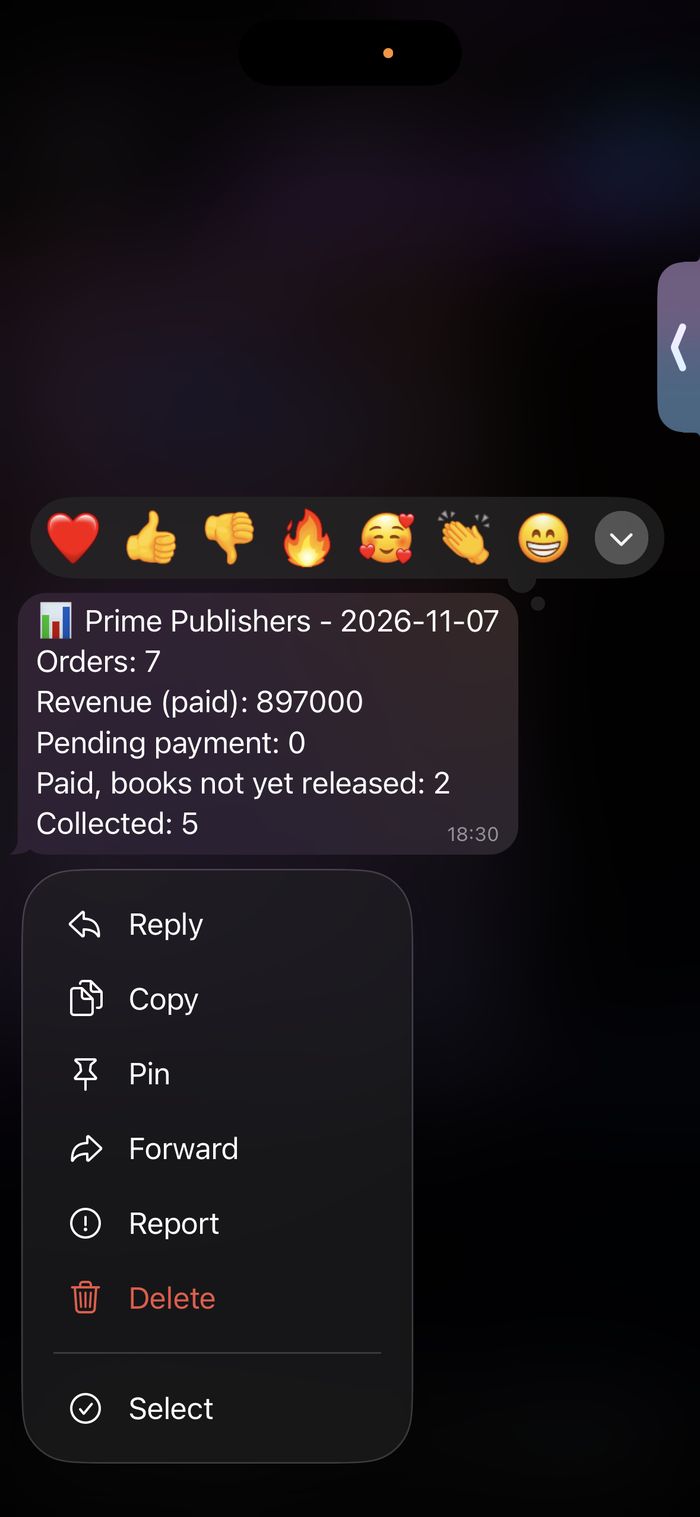 📊 Prime Publishers - 2026-11-07
Orders: 7
Revenue (paid): 897000
Pending payment: 0
Paid, books not yet released: 2
Collected: 5
18:30
Reply
Copy
Pin
Forward
Report
Delete
Select